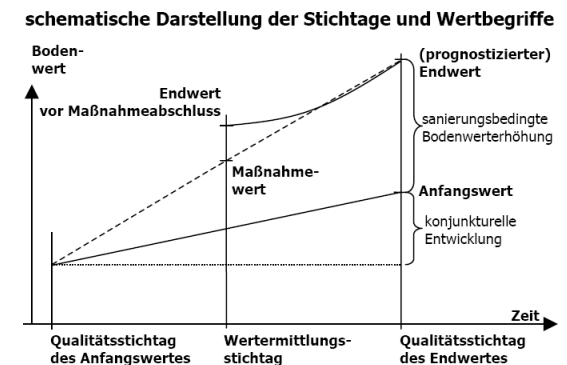 schematische Darstellung der Stichtage und Wertbegriffe
Boden-
wert
(prognostizierter)
Endwert
Endwert
vor Maßnahmeabschluss
sanierungsbedingte
Bodenwerterhöhung
Maßnahme-
wert
Anfangswert
konjunkturelle
Entwicklung
Zeit
Qualitätsstichtag
des Anfangswertes
Wertermittlungs-
stichtag
Qualitätsstichtag
des Endwertes